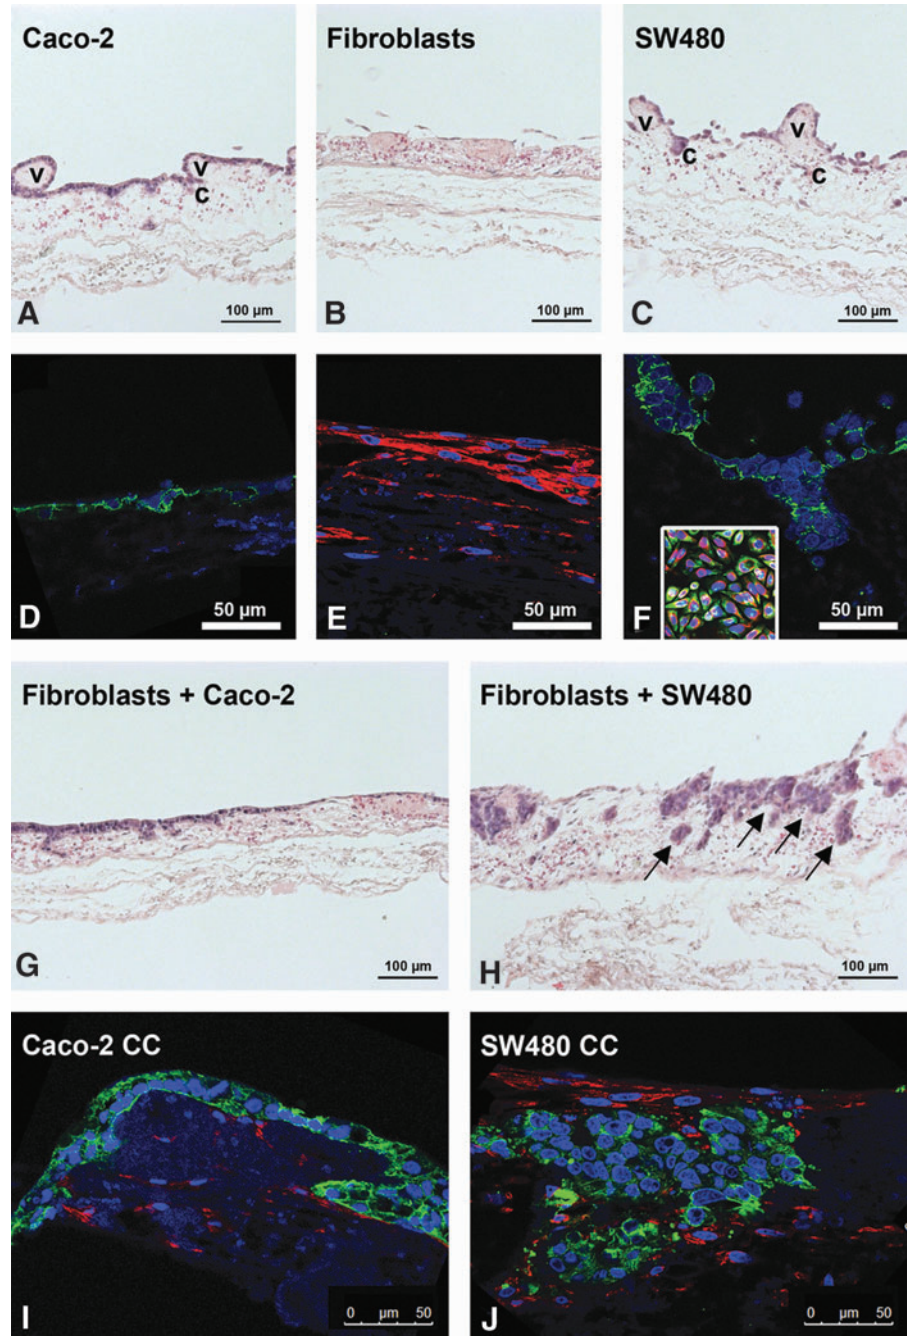 Caco-2
Fibroblasts
SW480
v
v
c
v
v
c
c
A
100 µm
B
100 µm
C
100 µm
D
50 µm
E
50 µm
F
50 µm
Fibroblasts + Caco-2
Fibroblasts + SW480
G
100 µm
H
100 µm
Caco-2 CC
SW480 CC
I
0 µm 50
J
0 µm 50